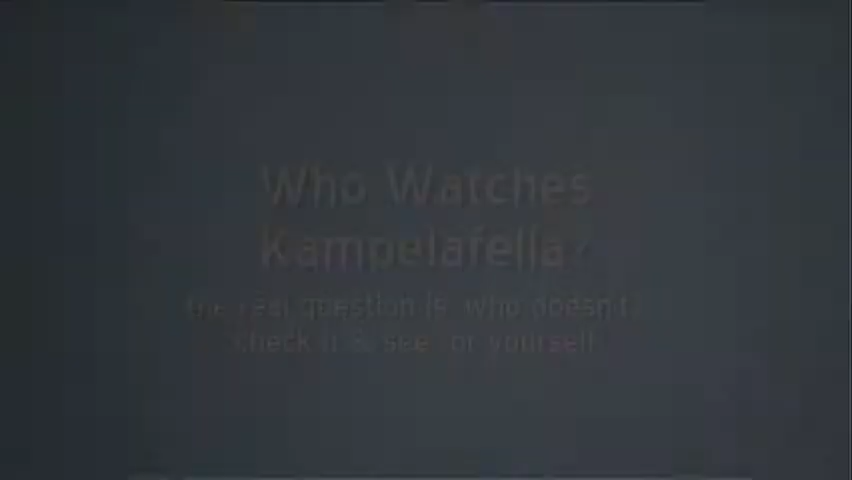 Who Watches
Kampelafella?
the real question is, who doesn't?
check it & see for yourself